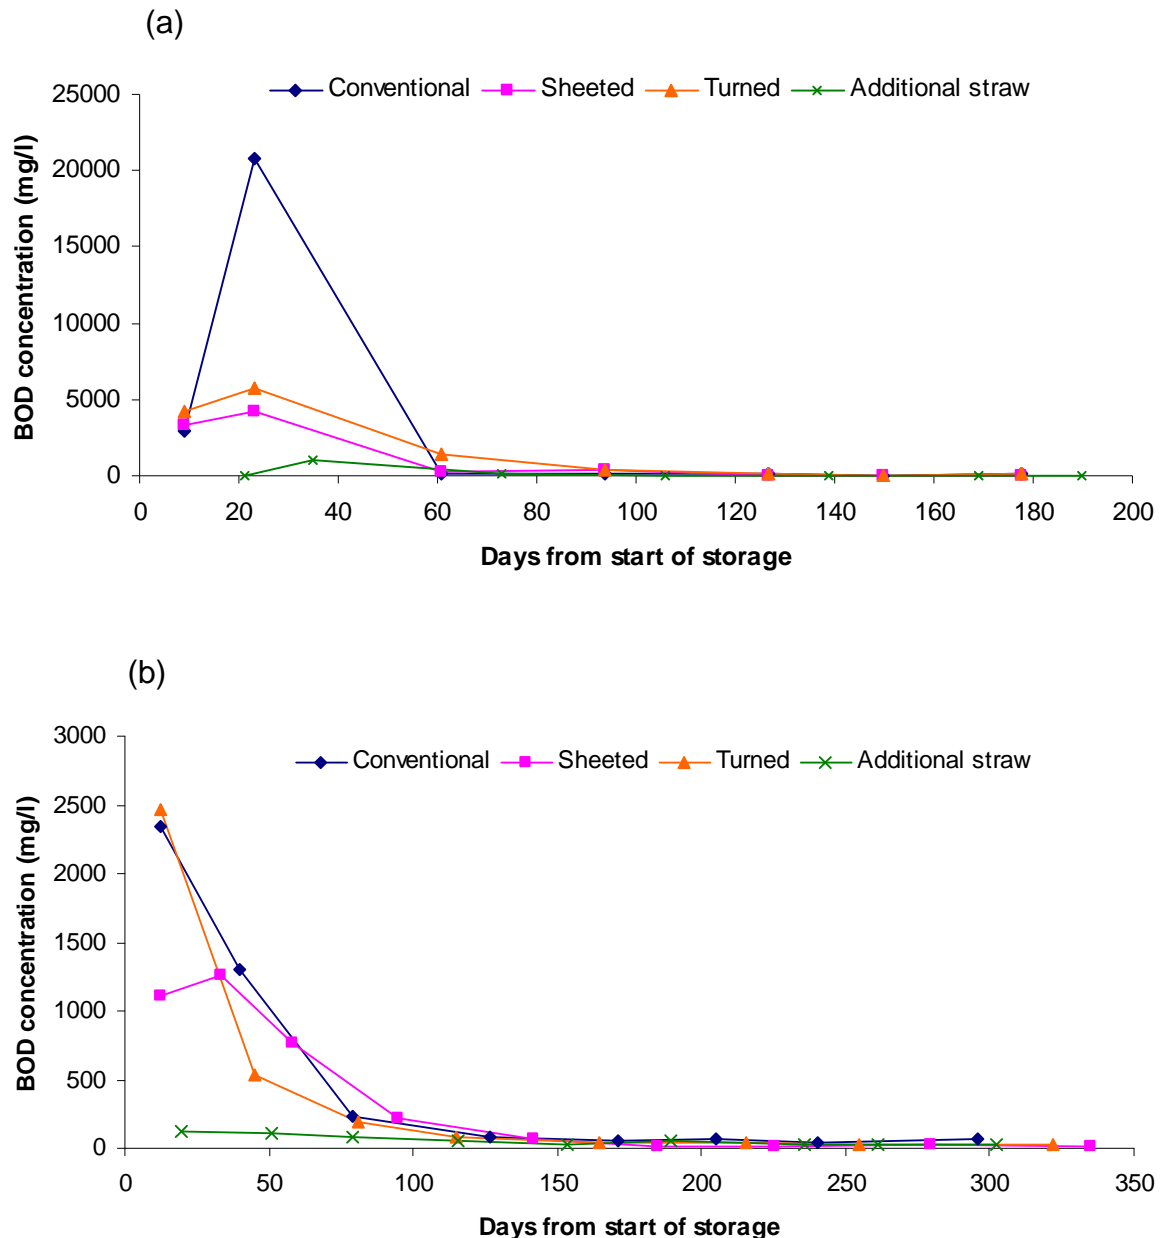 (a)
Conventional Sheeted Turned Additional straw
25000
20000
15000
10000
5000
0
BOD concentration (mg/l)
0 20 40 60 80 100 120 140 160 180 200
Days from start of storage
(b)
Conventional Sheeted Turned Additional straw
3000
2500
2000
1500
1000
500
0
BOD concentration (mg/l)
0 50 100 150 200 250 300 350
Days from start of storage